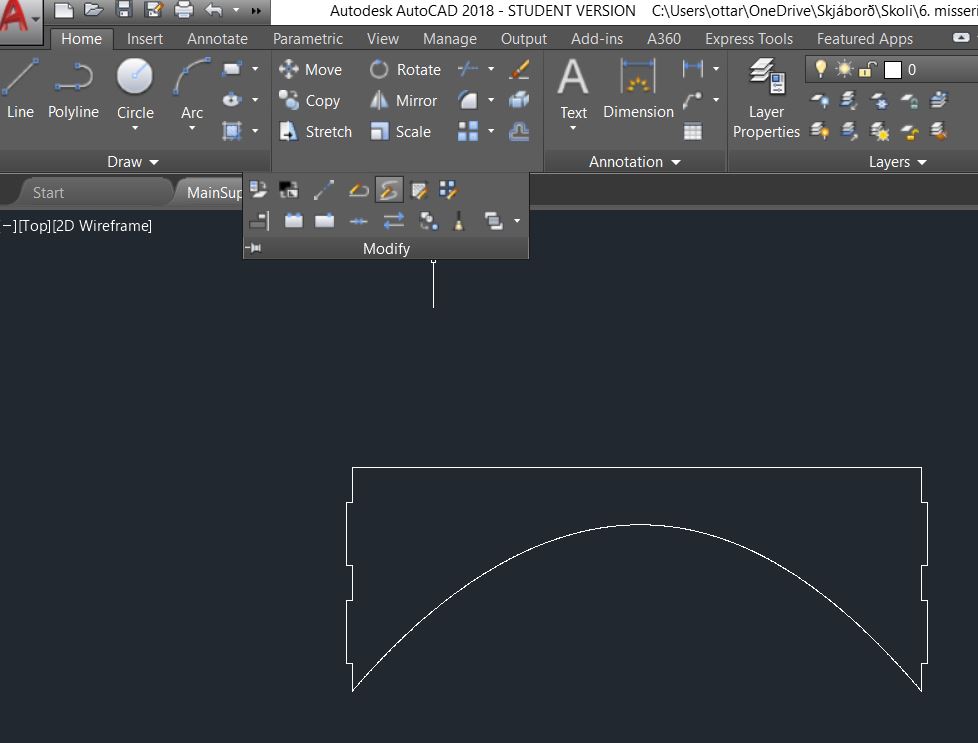 Autodesk AutoCAD 2018 - STUDENT VERSION C:\Users\ottar\OneDrive\Skjáborð\Skoli\6. misseri
Home Insert Annotate Parametric View Manage Output Add-ins A360 Express Tools Featured Apps
Line Polyline Circle Arc
Move Rotate
Copy Mirror
Stretch Scale
Text Dimension
Layer
Properties
0
Draw
Annotation
Layers
Start
MainSup
[−][Top][2D Wireframe]
Modify